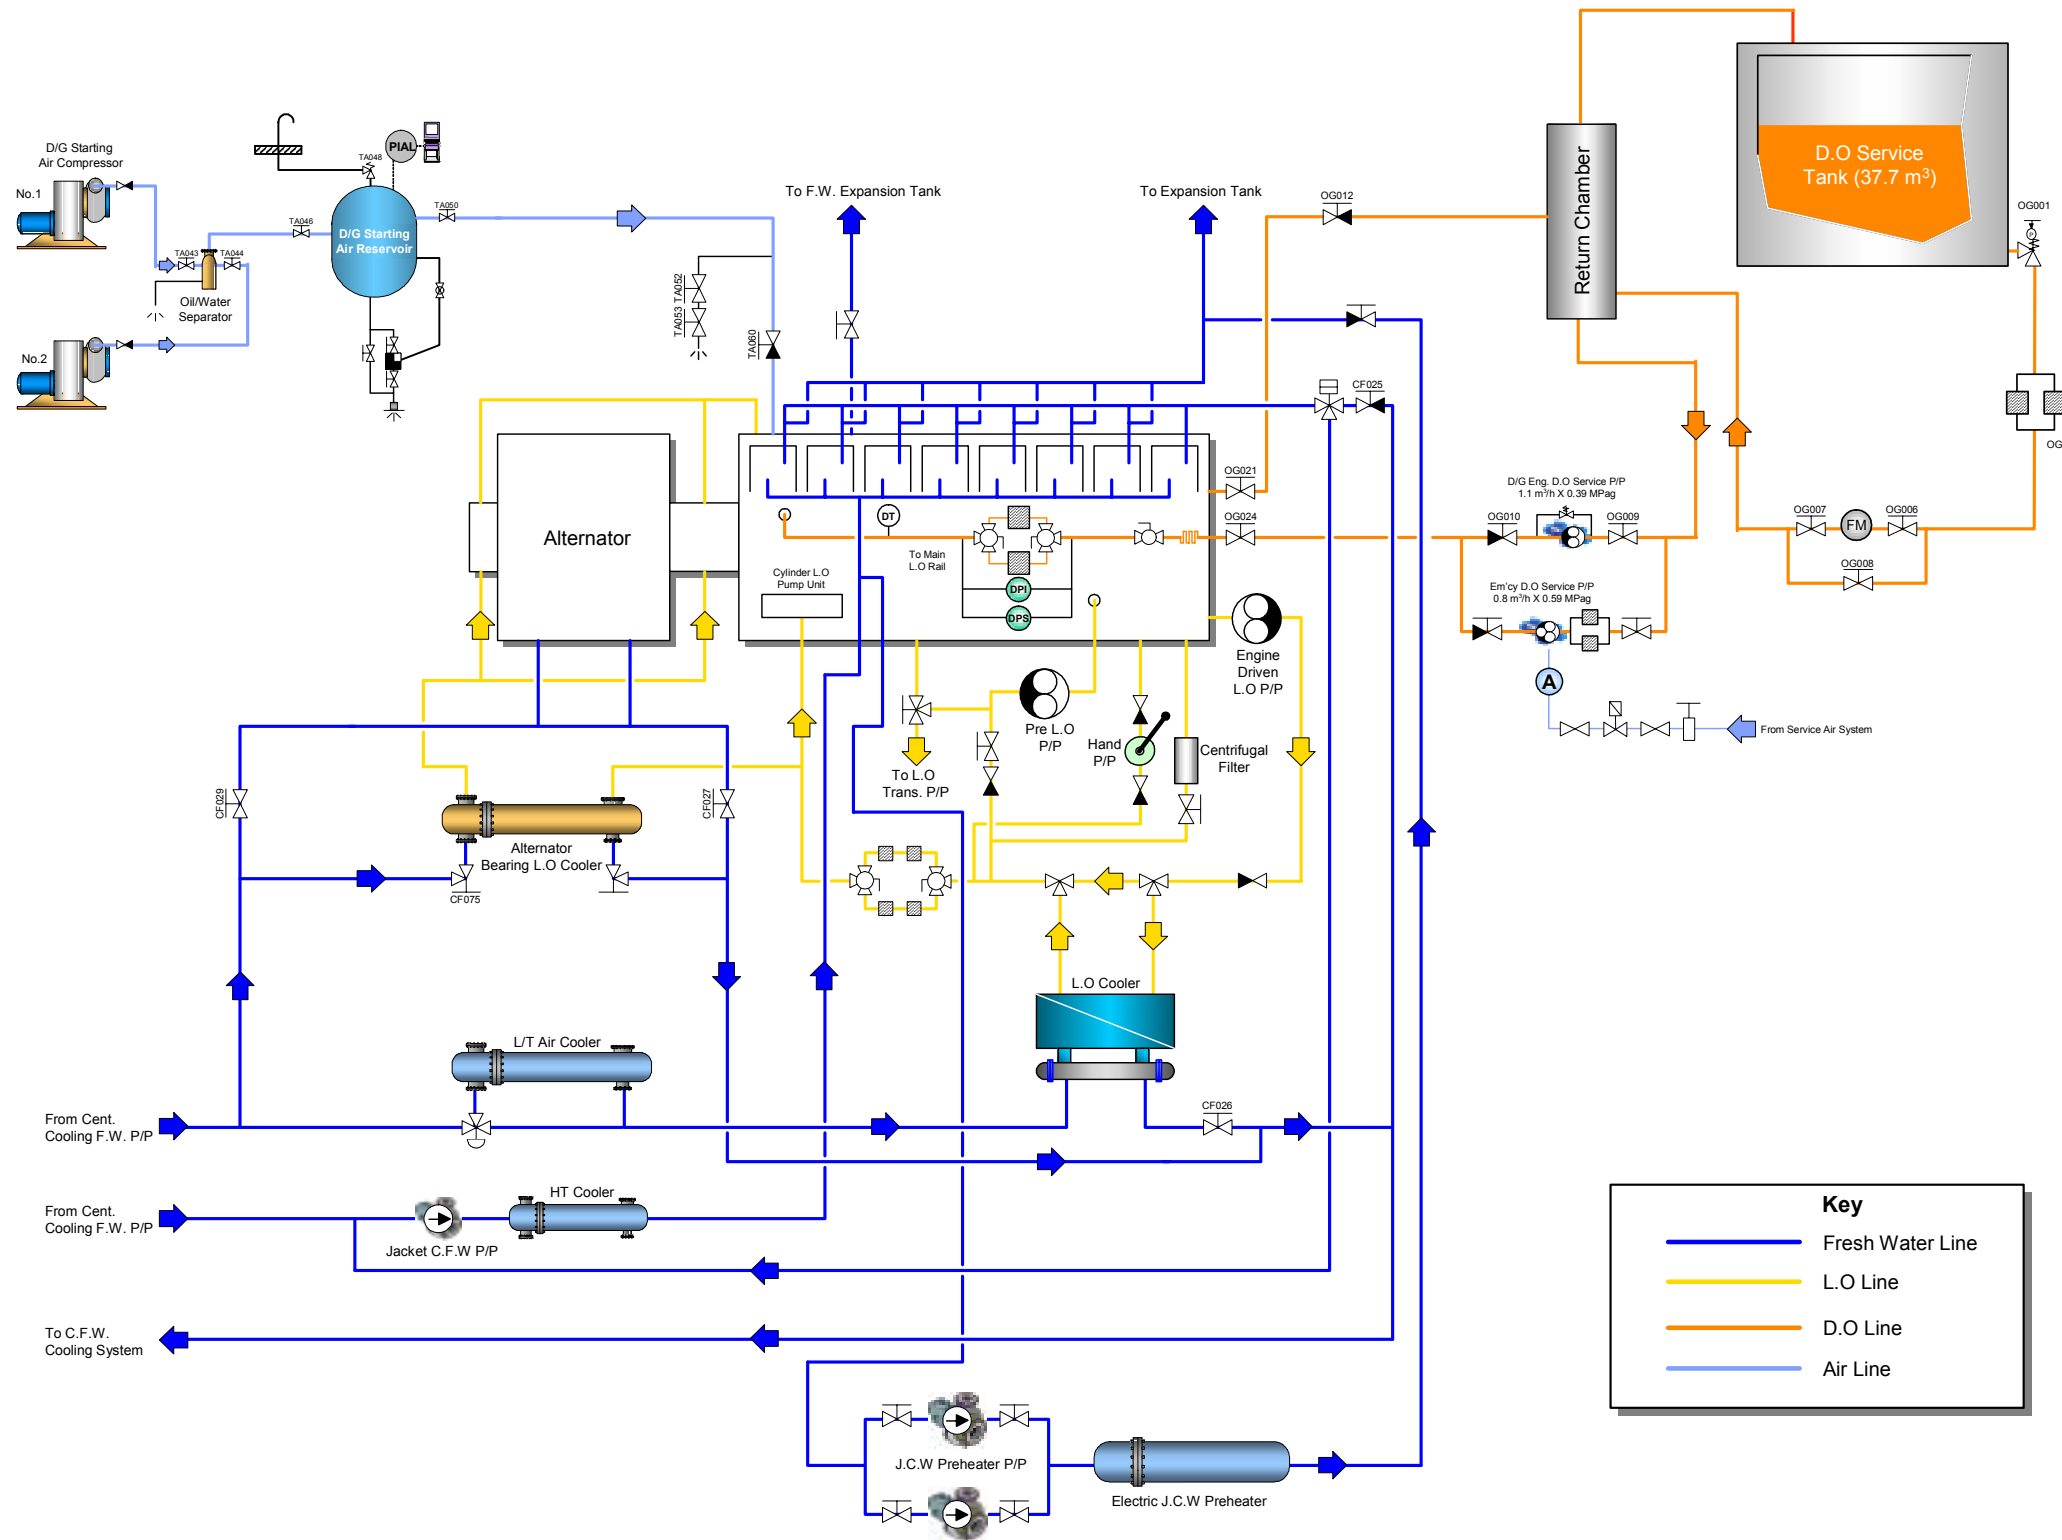 D/G Starting
Air Compressor
No.1
No.2
TA043
TA044
Oil/Water
Separator
TA046
TA048
PIAL
D/G Starting
Air Reservoir
TA050
TA052
TA053
TA060
To F.W. Expansion Tank
To Expansion Tank
OG012
Return Chamber
D.O Service
Tank (37.7 m³)
OG001
OG
CF025
OG021
OG024
D/G Eng. D.O Service P/P
1.1 m³/h X 0.39 MPag
OG010
OG009
OG007
FM
OG006
OG008
Em'cy D.O Service P/P
0.8 m³/h X 0.59 MPag
A
From Service Air System
Alternator
DT
To Main
L.O Rail
Cylinder L.O
Pump Unit
DPI
DPS
Engine
Driven
L.O P/P
Pre L.O
P/P
Hand
P/P
Centrifugal
Filter
To L.O
Trans. P/P
CF029
CF027
Alternator
Bearing L.O Cooler
CF075
L.O Cooler
L/T Air Cooler
CF026
From Cent.
Cooling F.W. P/P
HT Cooler
From Cent.
Cooling F.W. P/P
Jacket C.F.W P/P
To C.F.W.
Cooling System
J.C.W Preheater P/P
Electric J.C.W Preheater
Key
Fresh Water Line
L.O Line
D.O Line
Air Line